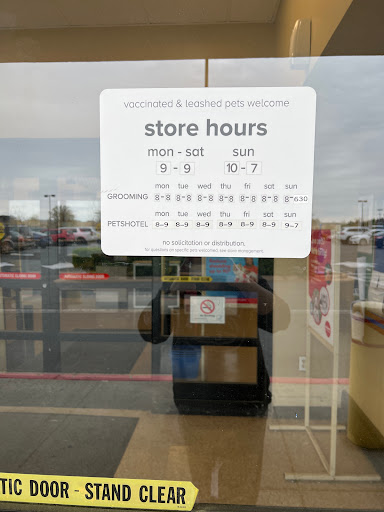 vaccinated & leashed pets welcome
store hours
mon - sat sun
9 - 9 10 - 7
mon tue wed thu fri sat sun
GROOMING 8-8 8-8 8-8 8-8 8-8 8-8 8-630
mon tue wed thu fri sat sun
PETSHOTEL 8-9 8-9 8-9 8-9 8-9 8-9 9-7
no solicitation or distribution.
TIC DOOR - STAND CLEAR